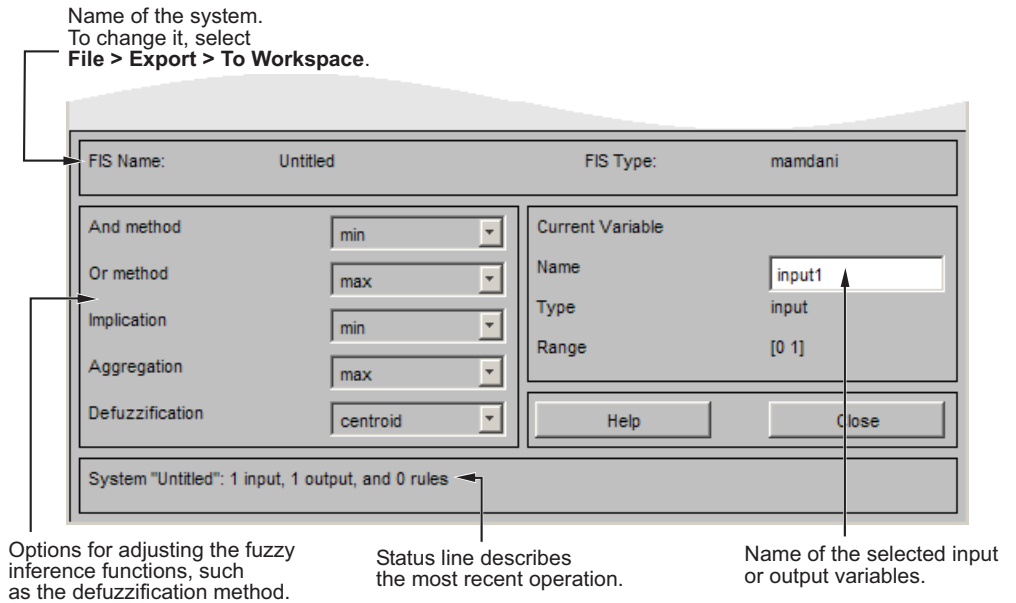 Name of the system.
To change it, select
File > Export > To Workspace.
FIS Name: Untitled FIS Type: mamdani
And method min
Or method max
Implication min
Aggregation max
Defuzzification centroid
Current Variable
Name input1
Type input
Range [0 1]
Help Close
System "Untitled": 1 input, 1 output, and 0 rules
Options for adjusting the fuzzy
inference functions, such
as the defuzzification method.
Status line describes
the most recent operation.
Name of the selected input
or output variables.